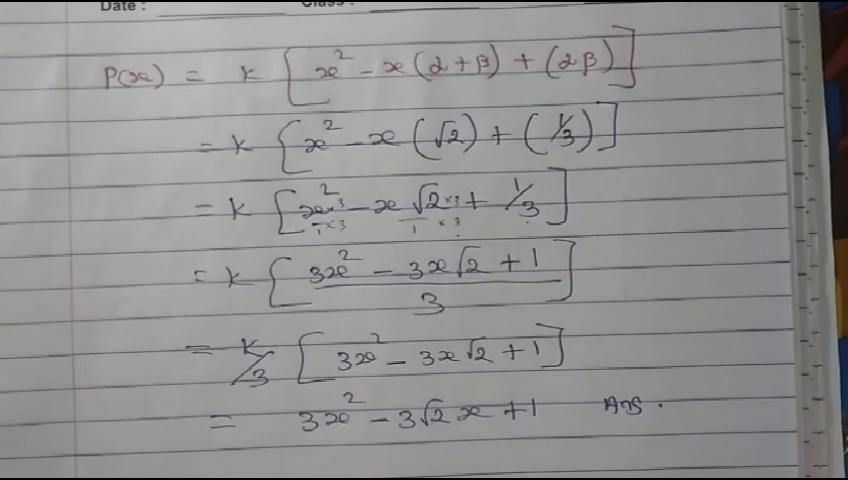 Date : Class :
P(x) = k [x² - x(α + β) + (αβ)]
= k [x² - x(√2) + (1/3)]
= k [x²×3/1×3 - x√2×3/1×3 + 1/3]
= k [3x² - 3x√2 + 1 / 3]
= k/3 [3x² - 3x√2 + 1]
= 3x² - 3√2x + 1 Ans.